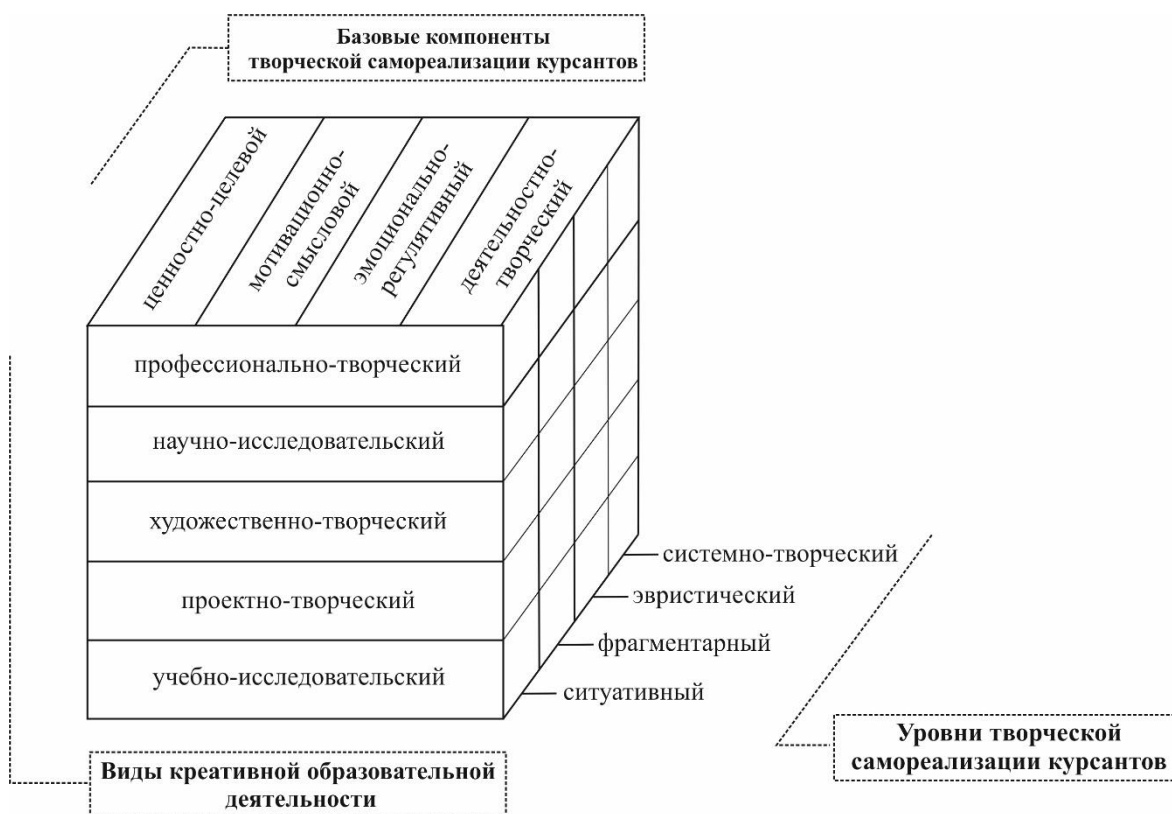 Базовые компоненты
творческой самореализации курсантов
ценностно-целевой
мотивационно-
смысловой
эмоционально-
регулятивный
деятельностно-
творческий
профессионально-творческий
научно-исследовательский
художественно-творческий
проектно-творческий
учебно-исследовательский
системно-творческий
эвристический
фрагментарный
ситуативный
Виды креативной образовательной
деятельности
Уровни творческой
самореализации курсантов